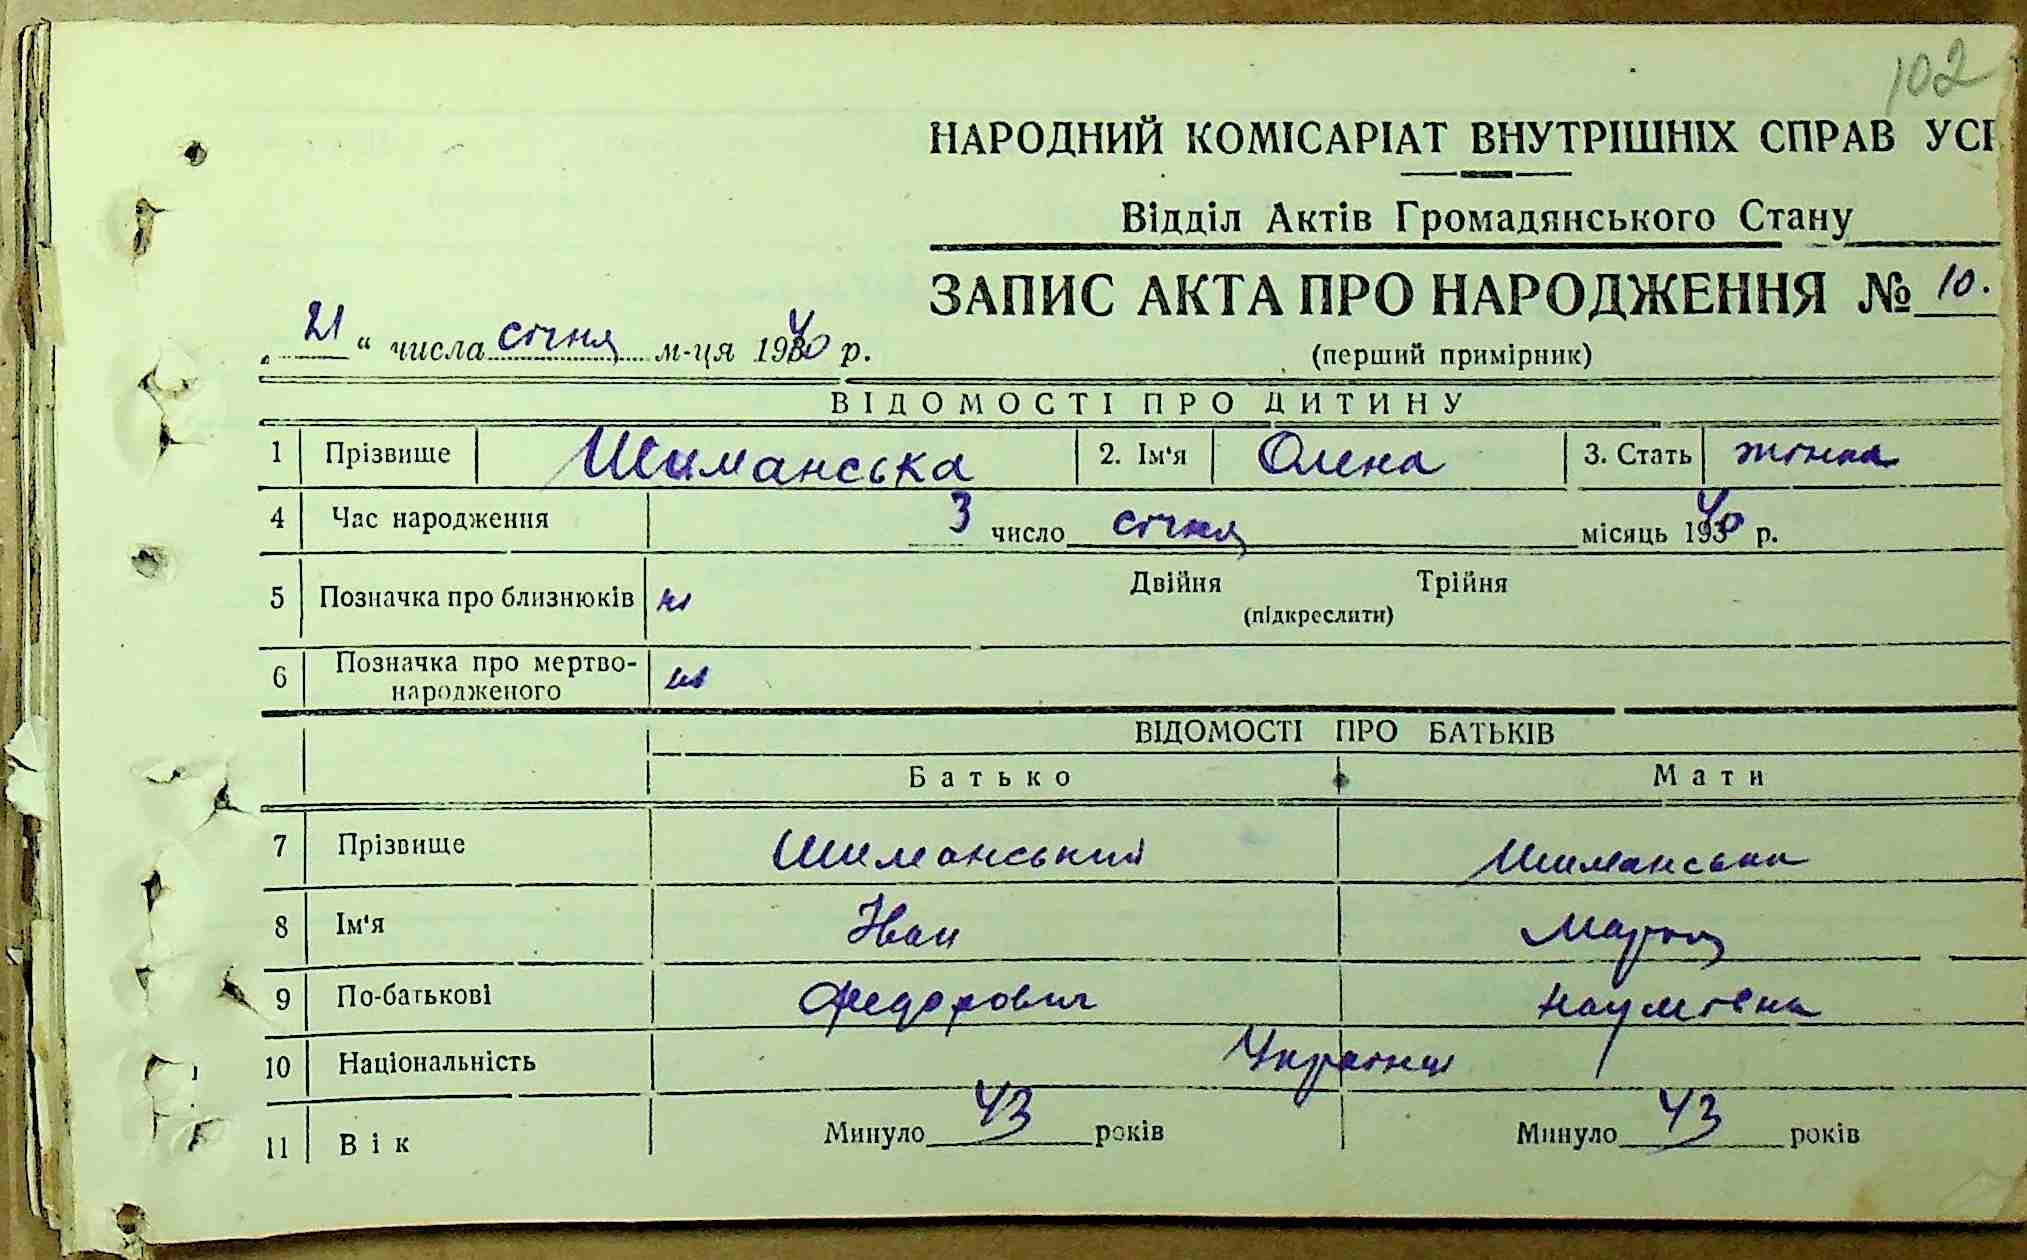 102
НАРОДНИЙ КОМІСАРІАТ ВНУТРІШНІХ СПРАВ УСР
Відділ Актів Громадянського Стану
ЗАПИС АКТА ПРО НАРОДЖЕННЯ № 10.
„21“ числа січня м-ця 1940 р.
(перший примірник)
ВІДОМОСТІ ПРО ДИТИНУ
1 Прізвище Шиманська 2. Ім'я Олена 3. Стать жіноча
4 Час народження 3 число січня місяць 1940 р.
5 Позначка про близнюків ні Двійня Трійня
(підкреслити)
6 Позначка про мертво-
народженого ні
ВІДОМОСТІ ПРО БАТЬКІВ
Батько Мати
7 Прізвище Шиманський Шиманська
8 Ім'я Іван Марія
9 По-батькові Федорович Наумівна
10 Національність Українці
11 Вік Минуло 43 років Минуло 43 років